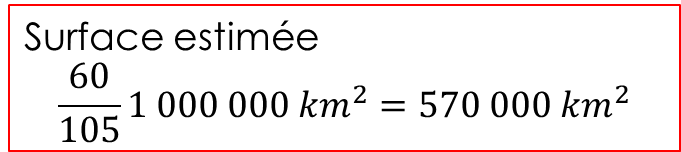 Surface estimée
60/105 1 000 000 km² = 570 000 km²